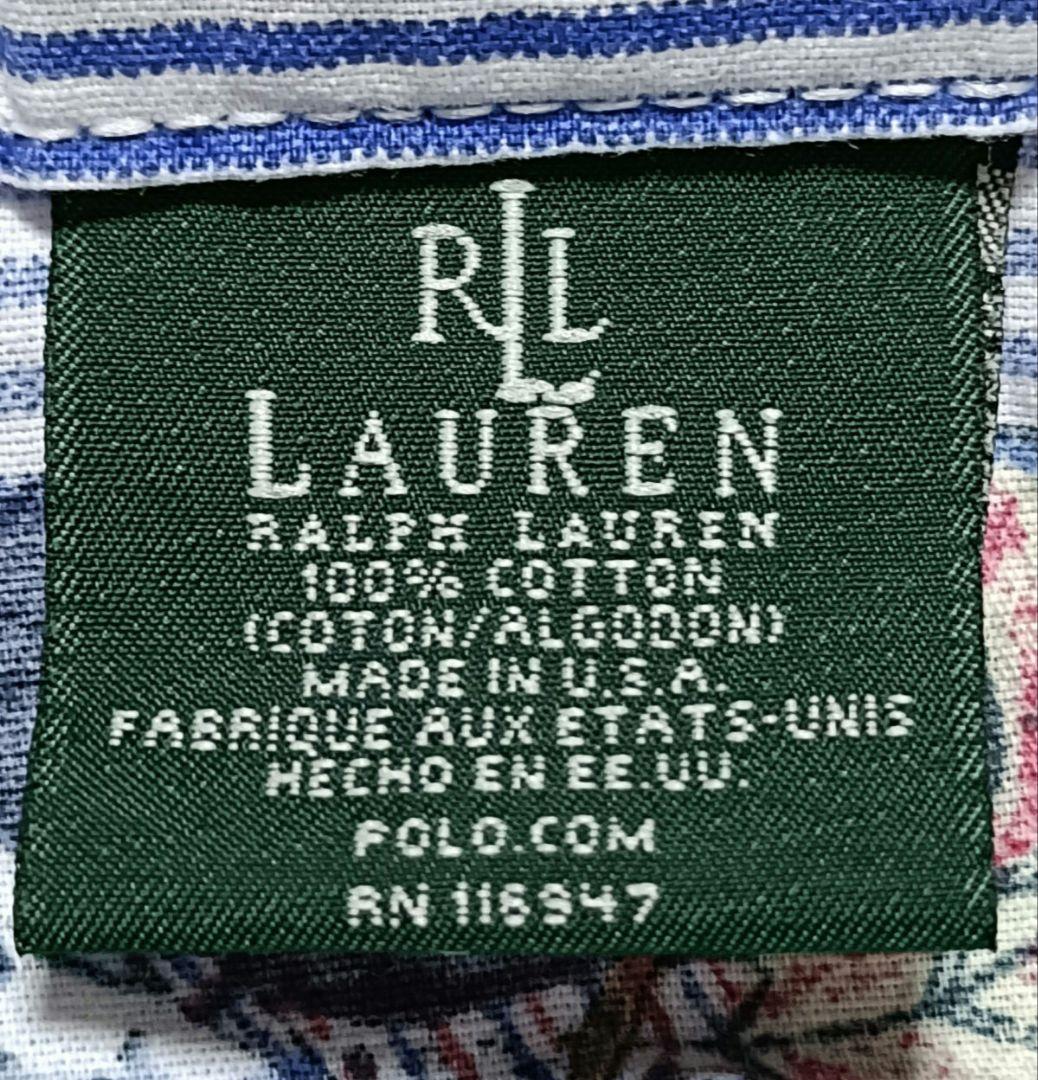 RLL
LAUREN
RALPH LAUREN
100% COTTON
(COTON/ALGODON)
MADE IN U.S.A.
FABRIQUE AUX ETATS-UNIS
HECHO EN EE.UU.
POLO.COM
RN 116947